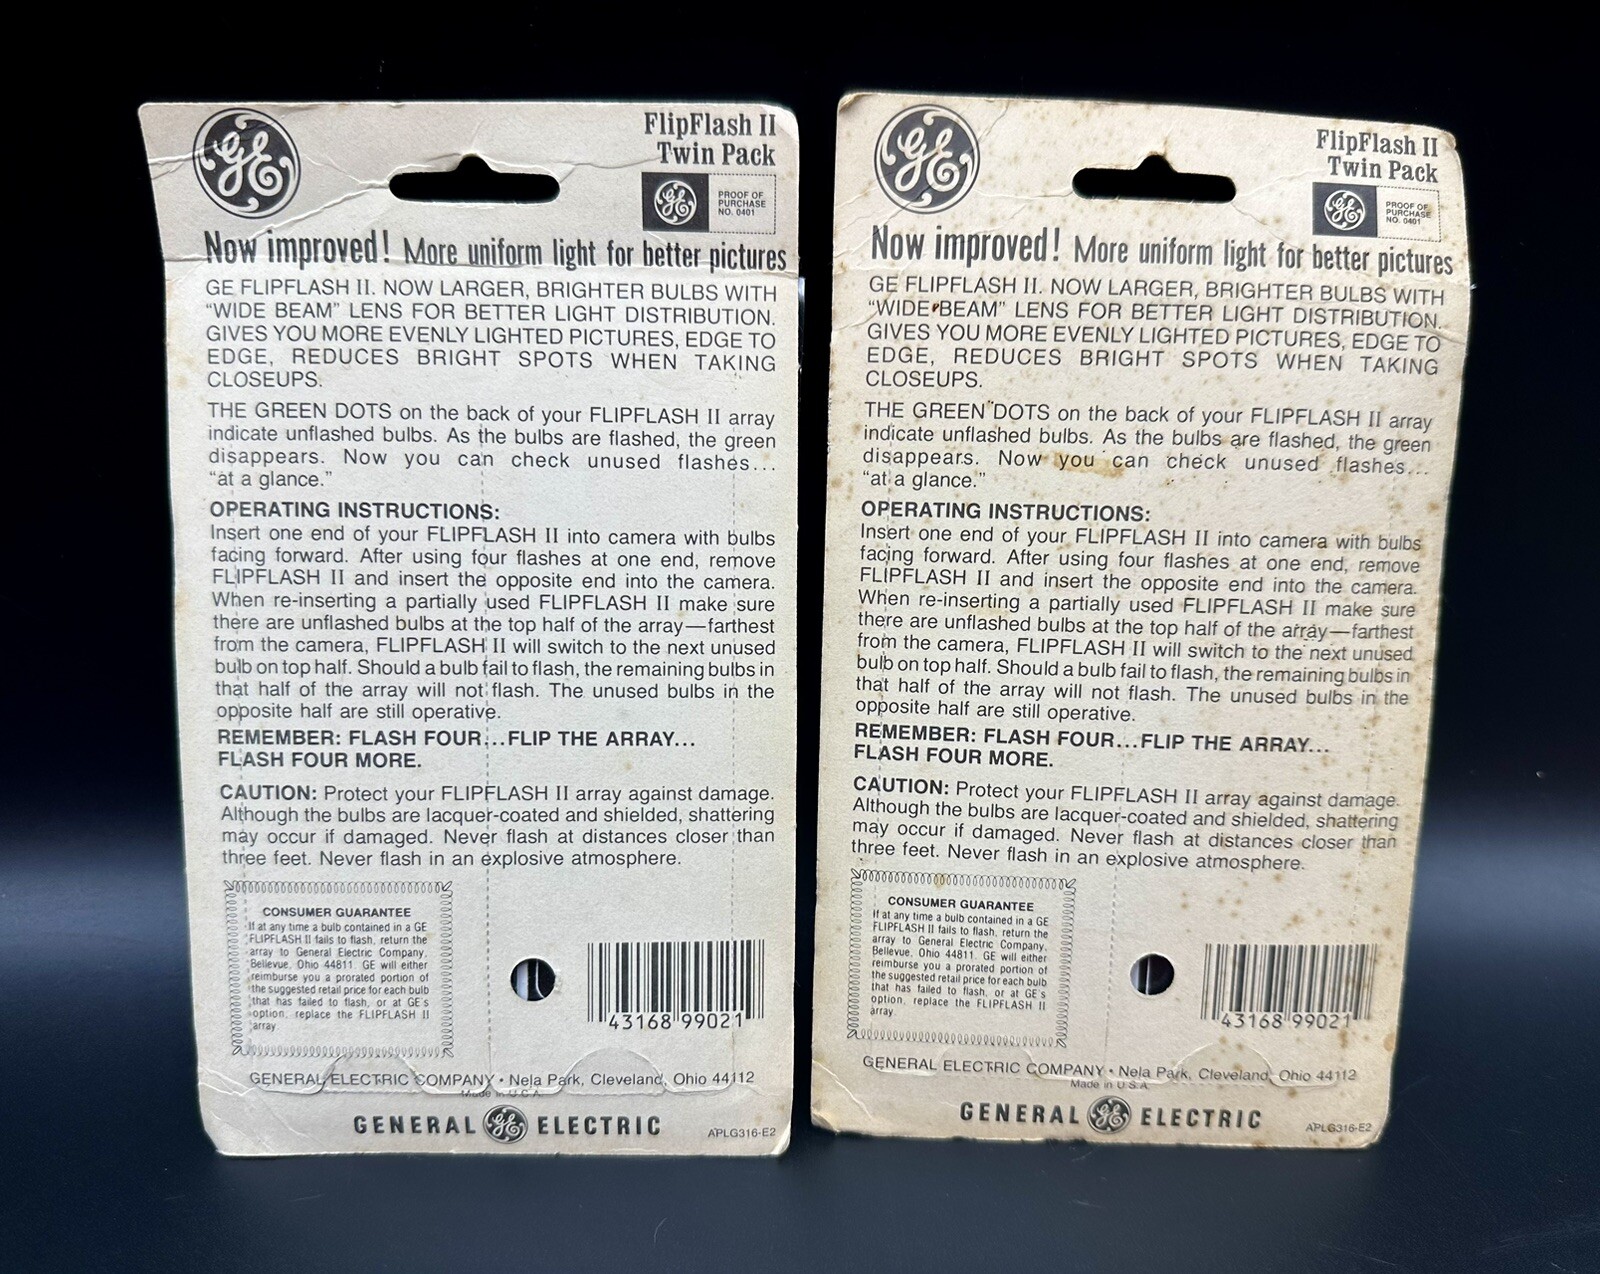 GE
FlipFlash II
Twin Pack
GE
PROOF OF
PURCHASE
NO. 0401
Now improved! More uniform light for better pictures
GE FLIPFLASH II. NOW LARGER, BRIGHTER BULBS WITH
“WIDE BEAM” LENS FOR BETTER LIGHT DISTRIBUTION.
GIVES YOU MORE EVENLY LIGHTED PICTURES, EDGE TO
EDGE, REDUCES BRIGHT SPOTS WHEN TAKING
CLOSEUPS.
THE GREEN DOTS on the back of your FLIPFLASH II array
indicate unflashed bulbs. As the bulbs are flashed, the green
disappears. Now you can check unused flashes...
“at a glance.”
OPERATING INSTRUCTIONS:
Insert one end of your FLIPFLASH II into camera with bulbs
facing forward. After using four flashes at one end, remove
FLIPFLASH II and insert the opposite end into the camera.
When re-inserting a partially used FLIPFLASH II make sure
there are unflashed bulbs at the top half of the array—farthest
from the camera, FLIPFLASH II will switch to the next unused
bulb on top half. Should a bulb fail to flash, the remaining bulbs in
that half of the array will not flash. The unused bulbs in the
opposite half are still operative.
REMEMBER: FLASH FOUR...FLIP THE ARRAY...
FLASH FOUR MORE.
CAUTION: Protect your FLIPFLASH II array against damage.
Although the bulbs are lacquer-coated and shielded, shattering
may occur if damaged. Never flash at distances closer than
three feet. Never flash in an explosive atmosphere.
CONSUMER GUARANTEE
If at any time a bulb contained in a GE
FLIPFLASH II fails to flash, return the
array to General Electric Company,
Bellevue, Ohio 44811. GE will either
reimburse you a prorated portion of
the suggested retail price for each bulb
that has failed to flash, or at GE's
option, replace the FLIPFLASH II
array.
43168 99021
GENERAL ELECTRIC COMPANY • Nela Park, Cleveland, Ohio 44112
Made in
GENERAL GE ELECTRIC
APLG316-E2
GE
FlipFlash II
Twin Pack
GE
PROOF OF
PURCHASE
NO. 0401
Now improved! More uniform light for better pictures
GE FLIPFLASH II. NOW LARGER, BRIGHTER BULBS WITH
“WIDE BEAM” LENS FOR BETTER LIGHT DISTRIBUTION.
GIVES YOU MORE EVENLY LIGHTED PICTURES, EDGE TO
EDGE, REDUCES BRIGHT SPOTS WHEN TAKING
CLOSEUPS.
THE GREEN DOTS on the back of your FLIPFLASH II array
indicate unflashed bulbs. As the bulbs are flashed, the green
disappears. Now you can check unused flashes...
“at a glance.”
OPERATING INSTRUCTIONS:
Insert one end of your FLIPFLASH II into camera with bulbs
facing forward. After using four flashes at one end, remove
FLIPFLASH II and insert the opposite end into the camera.
When re-inserting a partially used FLIPFLASH II make sure
there are unflashed bulbs at the top half of the array—farthest
from the camera, FLIPFLASH II will switch to the next unused
bulb on top half. Should a bulb fail to flash, the remaining bulbs in
that half of the array will not flash. The unused bulbs in the
opposite half are still operative.
REMEMBER: FLASH FOUR...FLIP THE ARRAY...
FLASH FOUR MORE.
CAUTION: Protect your FLIPFLASH II array against damage.
Although the bulbs are lacquer-coated and shielded, shattering
may occur if damaged. Never flash at distances closer than
three feet. Never flash in an explosive atmosphere.
CONSUMER GUARANTEE
If at any time a bulb contained in a GE
FLIPFLASH II fails to flash, return the
array to General Electric Company,
Bellevue, Ohio 44811. GE will either
reimburse you a prorated portion of
the suggested retail price for each bulb
that has failed to flash, or at GE's
option, replace the FLIPFLASH II
array.
43168 99021
GENERAL ELECTRIC COMPANY • Nela Park, Cleveland, Ohio 44112
Made in U.S.A.
GENERAL GE ELECTRIC
APLG316-E2